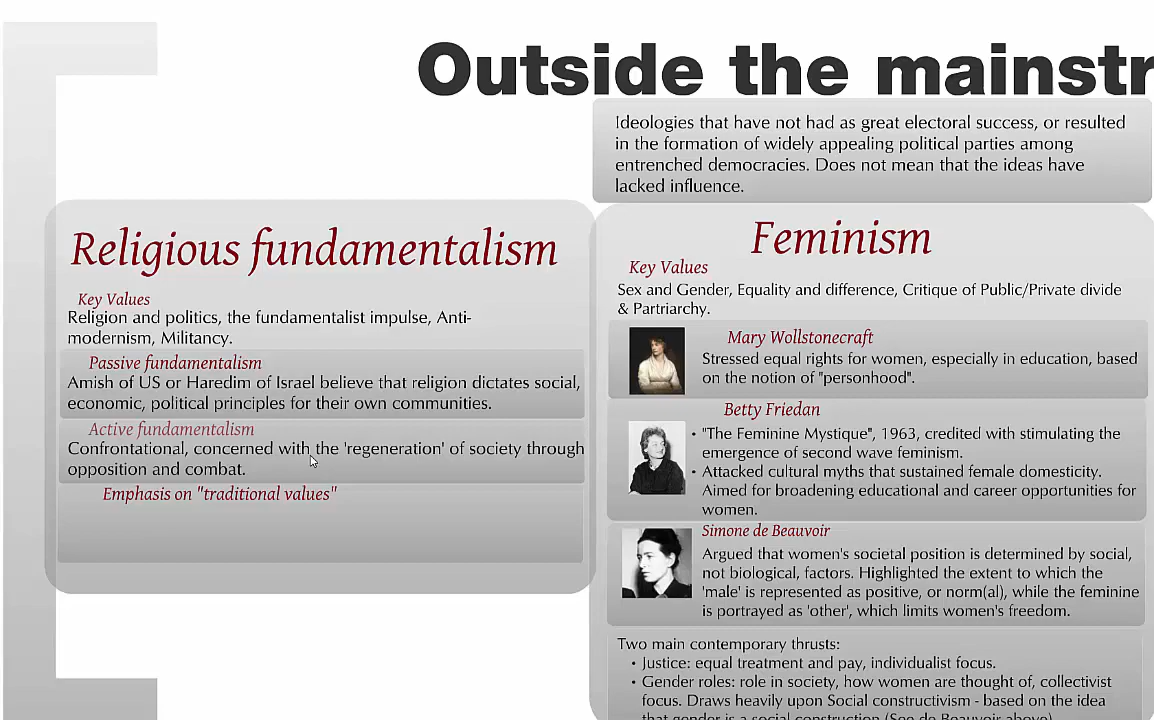 Outside the mainstr
Ideologies that have not had as great electoral success, or resulted
in the formation of widely appealing political parties among
entrenched democracies. Does not mean that the ideas have
lacked influence.
Religious fundamentalism
Key Values
Religion and politics, the fundamentalist impulse, Anti-
modernism, Militancy.
Passive fundamentalism
Amish of US or Haredim of Israel believe that religion dictates social,
economic, political principles for their own communities.
Active fundamentalism
Confrontational, concerned with the 'regeneration' of society through
opposition and combat.
Emphasis on "traditional values"
Feminism
Key Values
Sex and Gender, Equality and difference, Critique of Public/Private divide
& Partriarchy.
Mary Wollstonecraft
Stressed equal rights for women, especially in education, based
on the notion of "personhood".
Betty Friedan
• "The Feminine Mystique", 1963, credited with stimulating the
emergence of second wave feminism.
• Attacked cultural myths that sustained female domesticity.
Aimed for broadening educational and career opportunities for
women.
Simone de Beauvoir
Argued that women's societal position is determined by social,
not biological, factors. Highlighted the extent to which the
'male' is represented as positive, or norm(al), while the feminine
is portrayed as 'other', which limits women's freedom.
Two main contemporary thrusts:
• Justice: equal treatment and pay, individualist focus.
• Gender roles: role in society, how women are thought of, collectivist
focus. Draws heavily upon Social constructivism - based on the idea
that gender is a social construction (See de Beauvoir above)